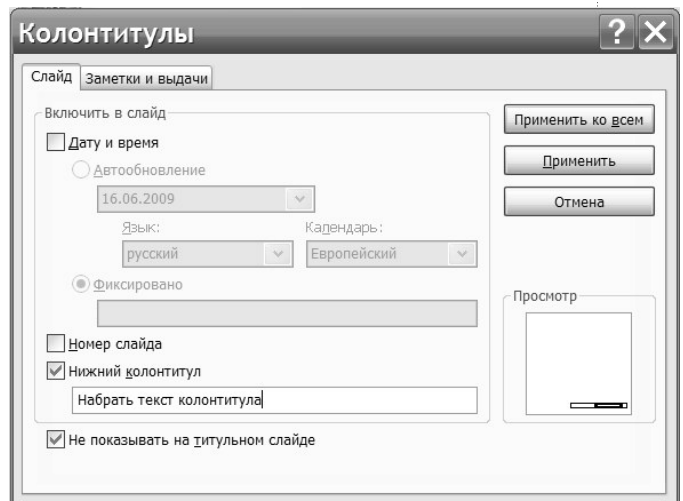 Колонтитулы
Слайд Заметки и выдачи
Включить в слайд
Дату и время
Автообновление
16.06.2009
Язык: Календарь:
русский Европейский
Фиксировано
Номер слайда
Нижний колонтитул
Набрать текст колонтитула
Не показывать на титульном слайде
Применить ко всем
Применить
Отмена
Просмотр